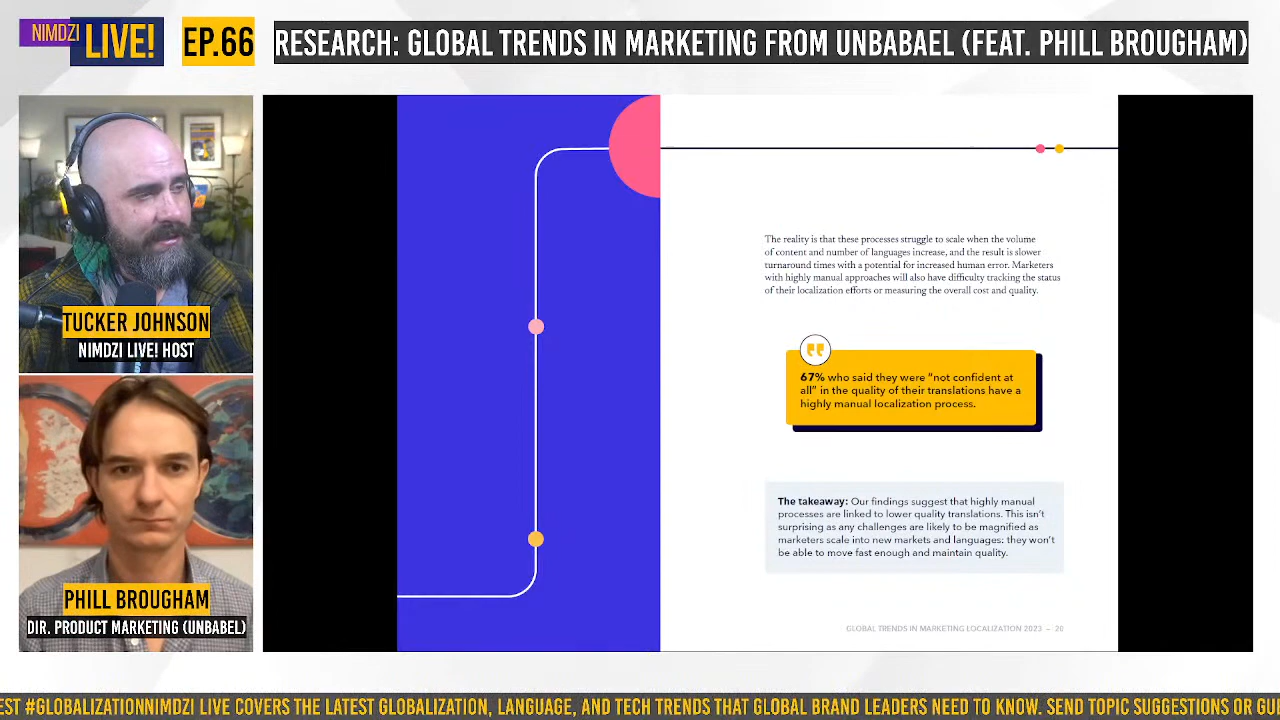 NIMDZI LIVE!
EP.66
RESEARCH: GLOBAL TRENDS IN MARKETING FROM UNBABAEL (FEAT. PHILL BROUGHAM)
TUCKER JOHNSON
NIMDZI LIVE! HOST
PHILL BROUGHAM
DIR. PRODUCT MARKETING (UNBABEL)
The reality is that these processes struggle to scale when the volume
of content and number of languages increase, and the result is slower
turnaround times with a potential for increased human error. Marketers
with highly manual approaches will also have difficulty tracking the status
of their localization efforts or measuring the overall cost and quality.
67% who said they were “not confident at
all” in the quality of their translations have a
highly manual localization process.
The takeaway: Our findings suggest that highly manual
processes are linked to lower quality translations. This isn’t
surprising as any challenges are likely to be magnified as
marketers scale into new markets and languages: they won’t
be able to move fast enough and maintain quality.
GLOBAL TRENDS IN MARKETING LOCALIZATION 2023 – 20
EST #GLOBALIZATIONNIMDZI LIVE COVERS THE LATEST GLOBALIZATION, LANGUAGE, AND TECH TRENDS THAT GLOBAL BRAND LEADERS NEED TO KNOW. SEND TOPIC SUGGESTIONS OR GU